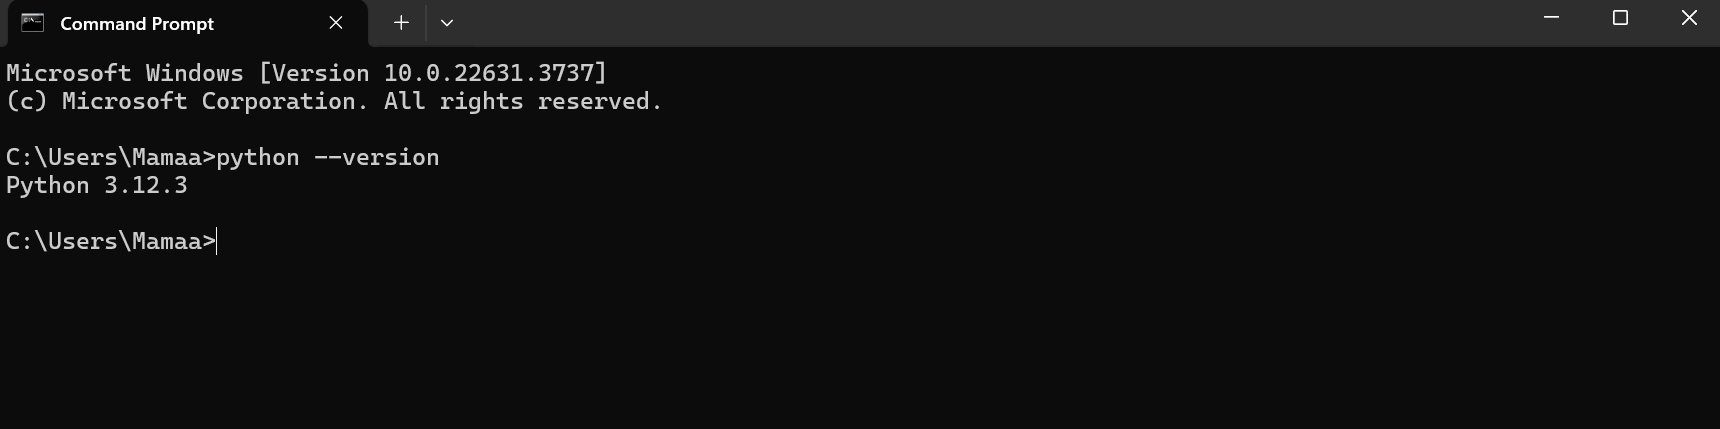 Command Prompt
Microsoft Windows [Version 10.0.22631.3737]
(c) Microsoft Corporation. All rights reserved.
C:\Users\Mamaa>python --version
Python 3.12.3
C:\Users\Mamaa>